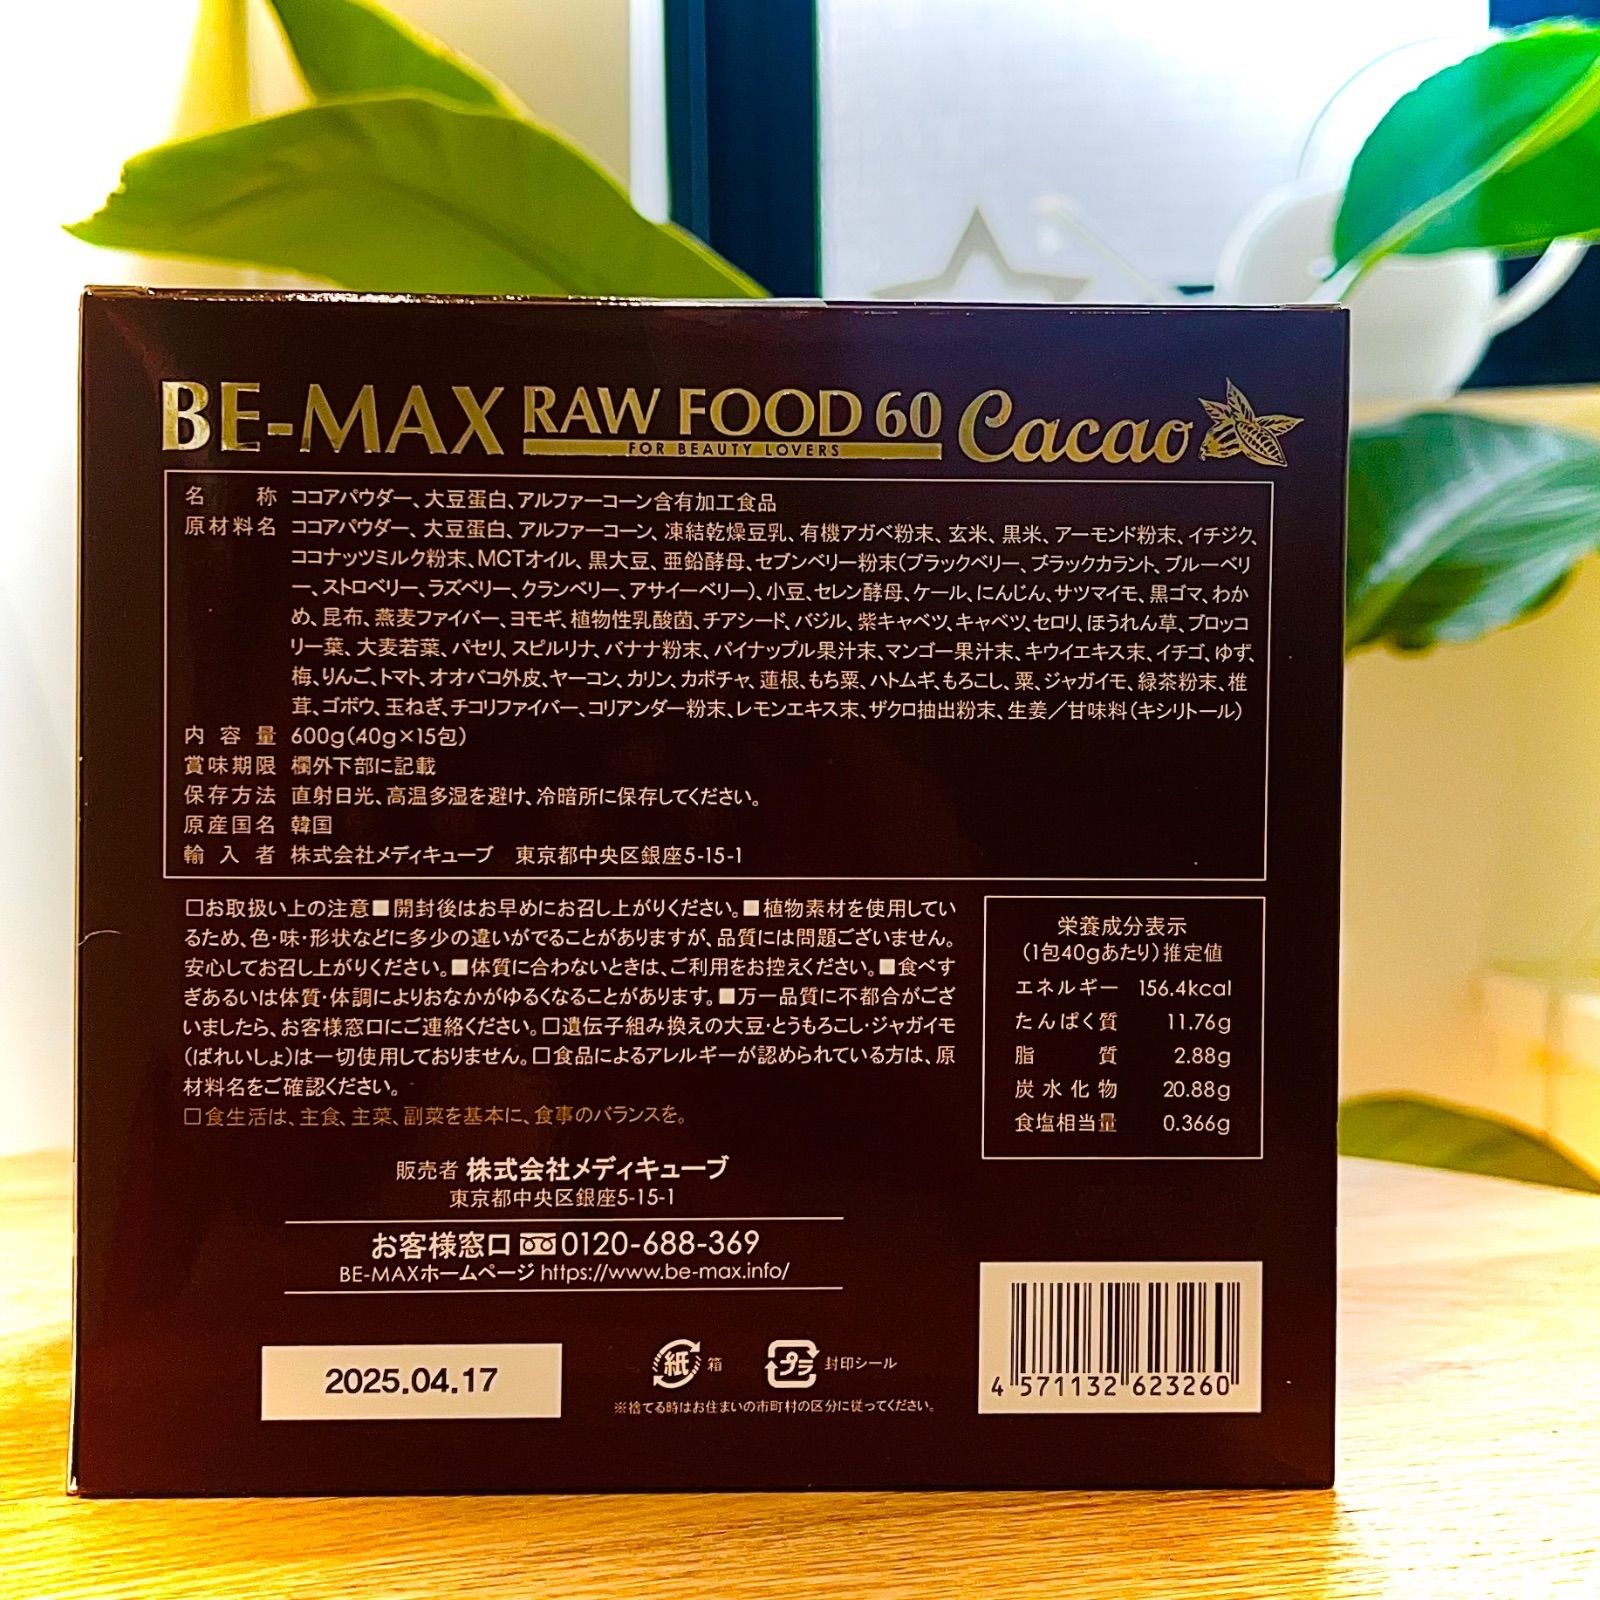 BE-MAX RAW FOOD 60 Cacao
FOR BEAUTY LOVERS
名称 ココアパウダー、大豆蛋白、アルファーコーン含有加工食品
原材料名 ココアパウダー、大豆蛋白、アルファーコーン、凍結乾燥豆乳、有機アガベ粉末、玄米、黒米、アーモンド粉末、イチジク、
ココナッツミルク粉末、MCTオイル、黒大豆、亜鉛酵母、セブンベリー粉末(ブラックベリー、ブラックカラント、ブルーベリ
ー、ストロベリー、ラズベリー、クランベリー、アサイーベリー)、小豆、セレン酵母、ケール、にんじん、サツマイモ、黒ゴマ、わか
め、昆布、燕麦ファイバー、ヨモギ、植物性乳酸菌、チアシード、バジル、紫キャベツ、キャベツ、セロリ、ほうれん草、ブロッコ
リー葉、大麦若葉、パセリ、スピルリナ、バナナ粉末、パイナップル果汁末、マンゴー果汁末、キウイエキス末、イチゴ、ゆず、
梅、りんご、トマト、オオバコ外皮、ヤーコン、カリン、カボチャ、蓮根、もち粟、ハトムギ、もろこし、粟、ジャガイモ、緑茶粉末、椎
茸、ゴボウ、玉ねぎ、チコリファイバー、コリアンダー粉末、レモンエキス末、ザクロ抽出粉末、生姜／甘味料(キシリトール)
内容量 600g(40g×15包)
賞味期限 欄外下部に記載
保存方法 直射日光、高温多湿を避け、冷暗所に保存してください。
原産国名 韓国
輸入者 株式会社メディキューブ 東京都中央区銀座5-15-1
□お取扱い上の注意■開封後はお早めにお召し上がりください。■植物素材を使用してい
るため、色・味・形状などに多少の違いがでることがありますが、品質には問題ございません。
安心してお召し上がりください。■体質に合わないときは、ご利用をお控えください。■食べす
ぎあるいは体質・体調によりおなかがゆるくなることがあります。■万一品質に不都合がござ
いましたら、お客様窓口にご連絡ください。□遺伝子組み換えの大豆・とうもろこし・ジャガイモ
(ばれいしょ)は一切使用しておりません。□食品によるアレルギーが認められている方は、原
材料名をご確認ください。
□食生活は、主食、主菜、副菜を基本に、食事のバランスを。
栄養成分表示
(1包40gあたり)推定値
エネルギー 156.4kcal
たんぱく質 11.76g
脂質 2.88g
炭水化物 20.88g
食塩相当量 0.366g
販売者 株式会社メディキューブ
東京都中央区銀座5-15-1
お客様窓口 0120-688-369
BE-MAXホームページ https://www.be-max.info/
2025.04.17
紙 箱 プラ 封印シール
※捨てる時はお住まいの市町村の区分に従ってください。
4 571132 623260